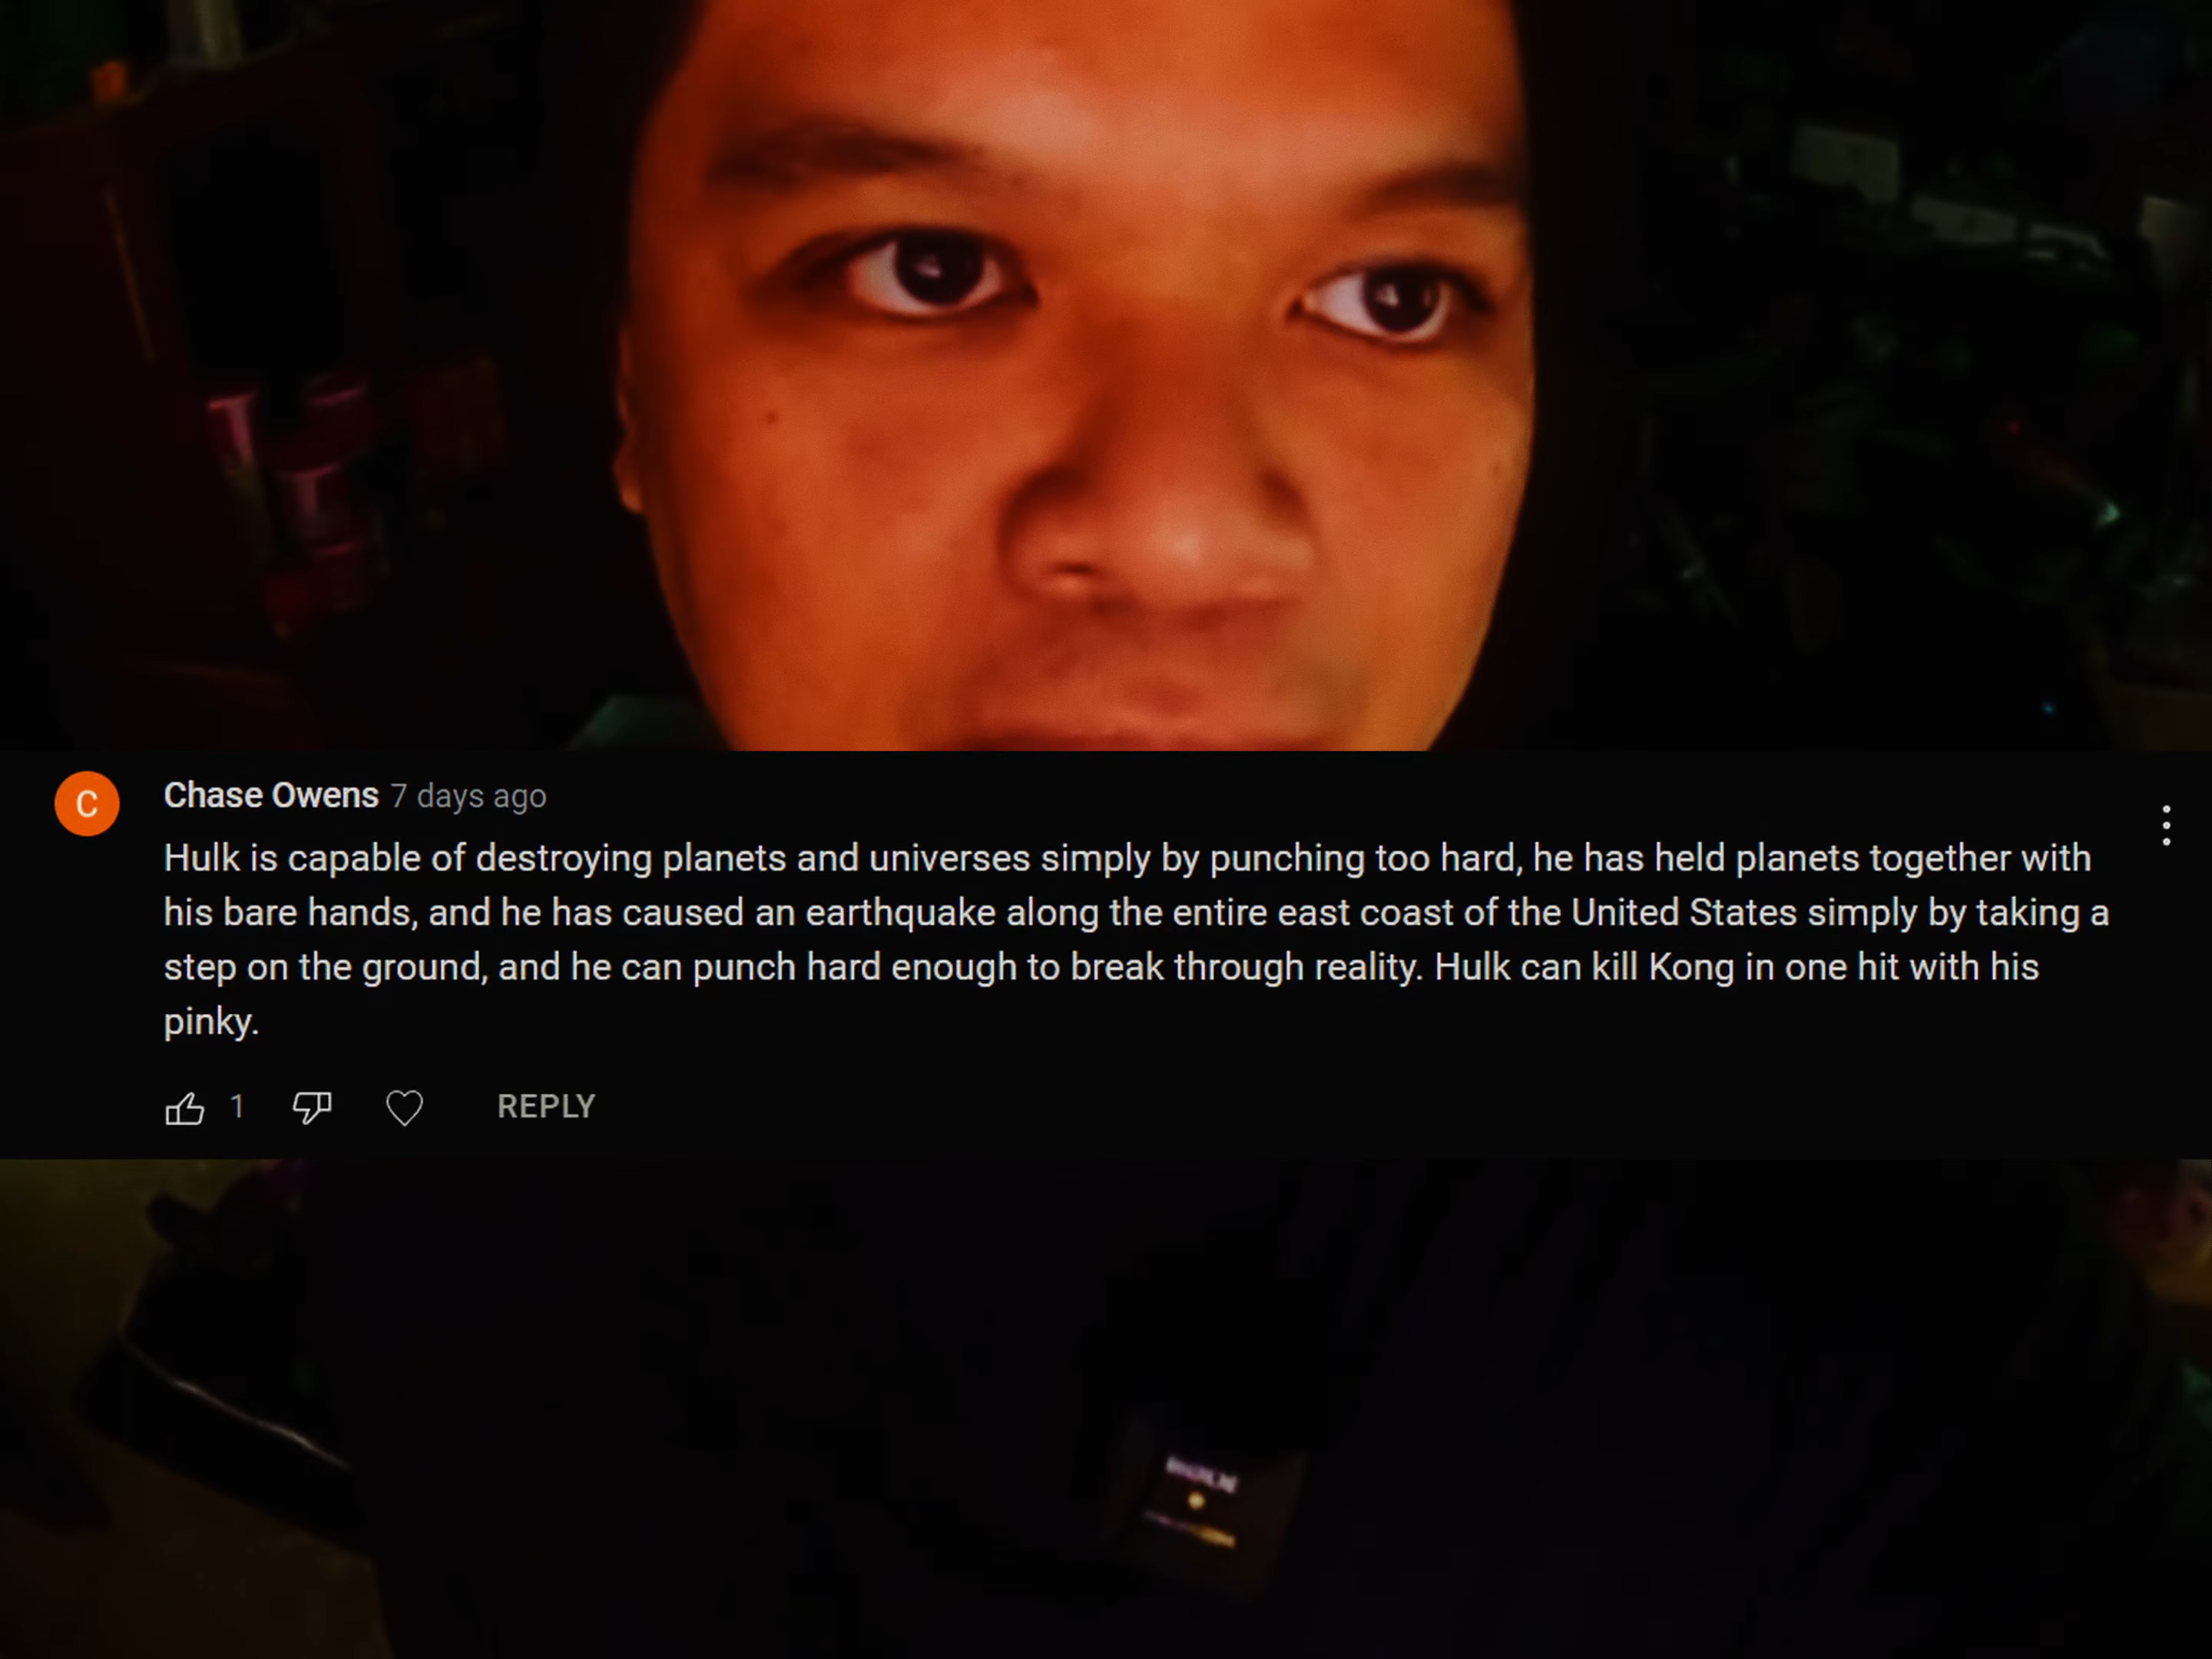 C
Chase Owens 7 days ago
Hulk is capable of destroying planets and universes simply by punching too hard, he has held planets together with
his bare hands, and he has caused an earthquake along the entire east coast of the United States simply by taking a
step on the ground, and he can punch hard enough to break through reality. Hulk can kill Kong in one hit with his
pinky.
1 REPLY